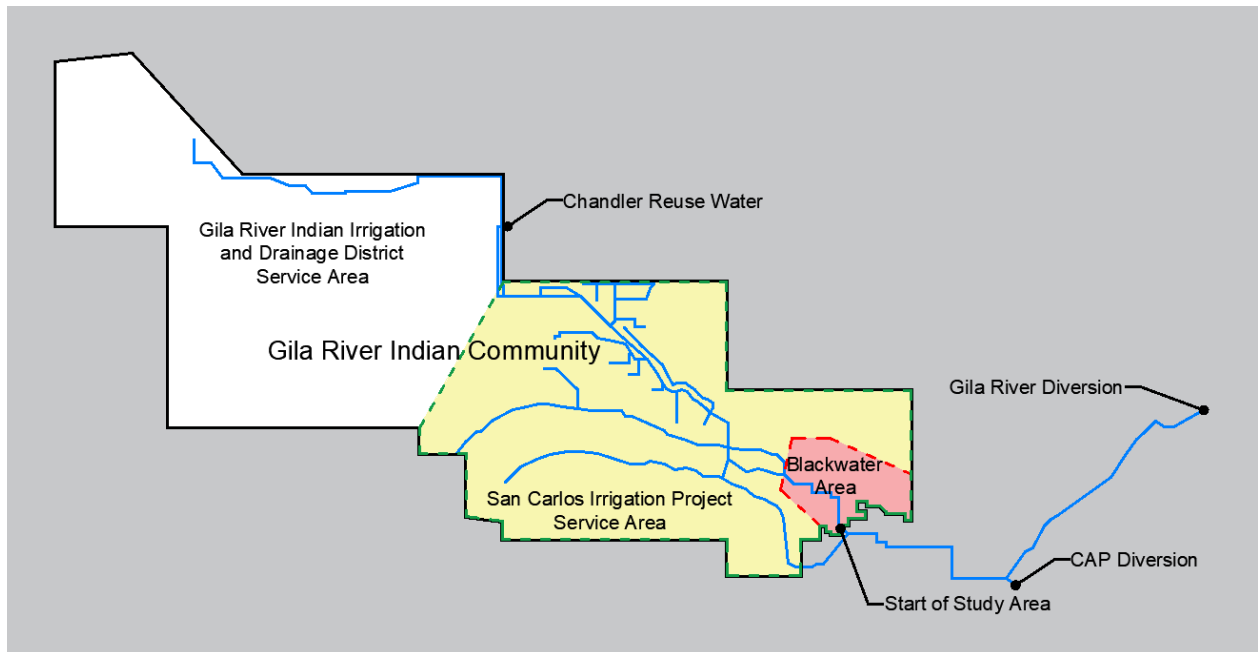 Chandler Reuse Water
Gila River Indian Irrigation
and Drainage District
Service Area
Gila River Indian Community
Gila River Diversion
Blackwater
Area
San Carlos Irrigation Project
Service Area
CAP Diversion
Start of Study Area